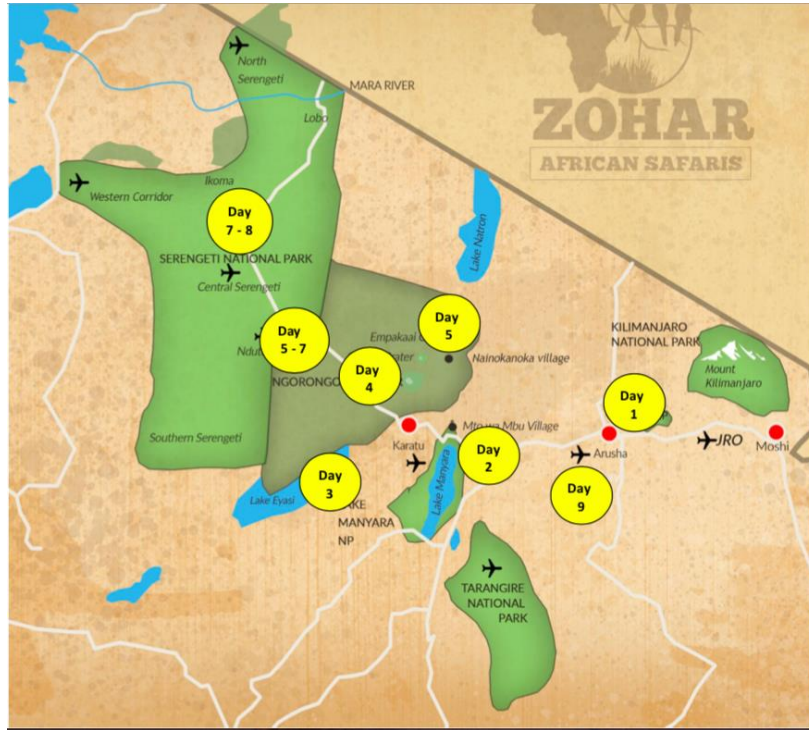 ZOHAR
AFRICAN SAFARIS
North
Serengeti
MARA RIVER
Lobo
Western Corridor
Ikoma
Day
7 - 8
SERENGETI NATIONAL PARK
Central Serengeti
Lake Natron
Day
5 - 7
Empakaai
Day
5
Nainokanoka village
Day
4
KILIMANJARO
NATIONAL PARK
Mount
Kilimanjaro
Day
1
Southern Serengeti
Karatu
Mto wa Mbu Village
Day
2
Arusha
JRO
Moshi
Day
3
Lake Eyasi
MANYARA
NP
Lake Manyara
Day
9
TARANGIRE
NATIONAL
PARK